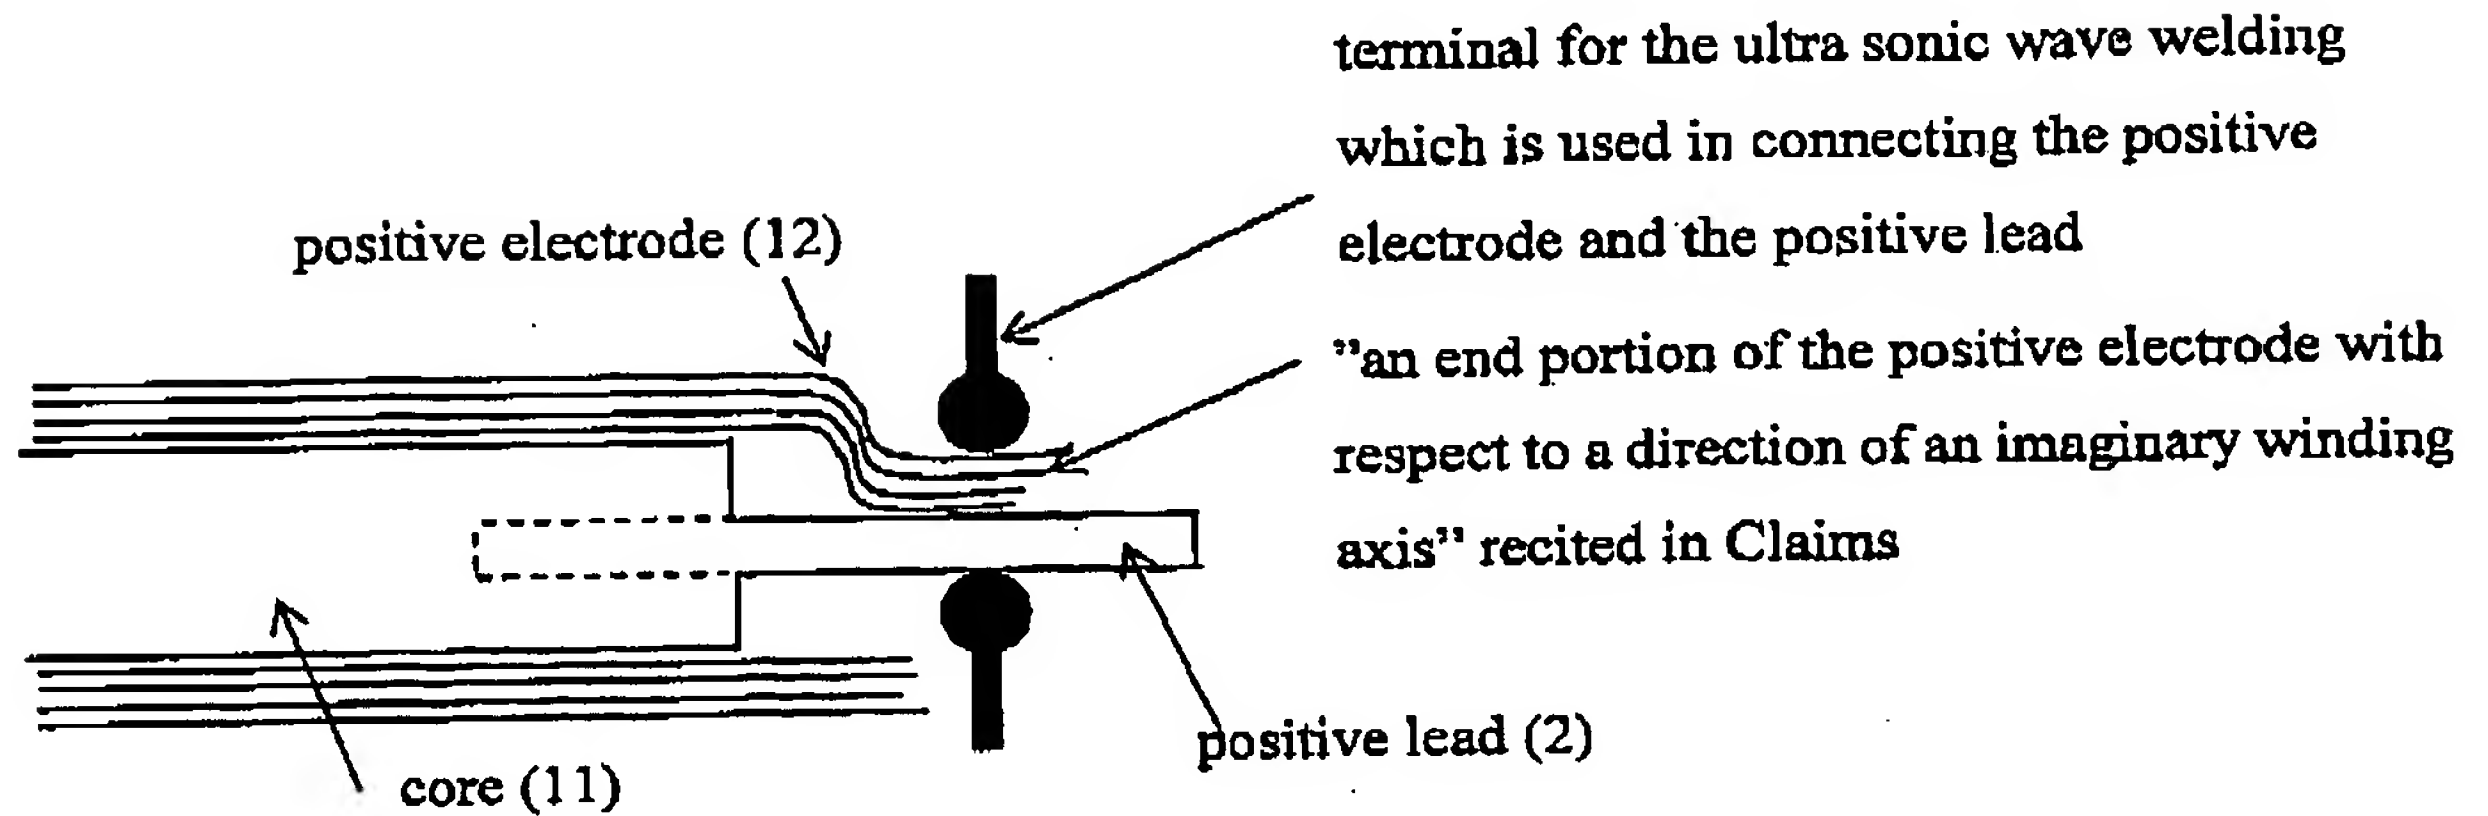 terminal for the ultra sonic wave welding
which is used in connecting the positive
electrode and the positive lead
positive electrode (12)
”an end portion of the positive electrode with
respect to a direction of an imaginary winding
axis” recited in Claims
positive lead (2)
core (11)